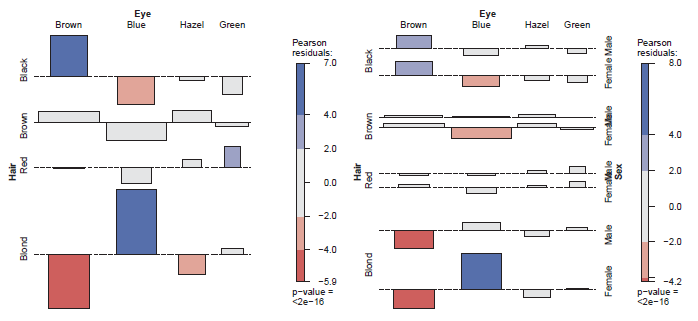 Eye
Brown Blue Hazel Green
Hair
Black
Brown
Red
Blond
Pearson
residuals:
7.0
4.0
2.0
0.0
−2.0
−4.0
−5.9
p−value =
<2e−16
Eye
Brown Blue Hazel Green
Hair
Black
Brown
Red
Blond
Sex
Male
Female
Male
Female
Male
Female
Male
Female
Pearson
residuals:
8.0
4.0
2.0
0.0
−2.0
−4.2
p−value =
<2e−16